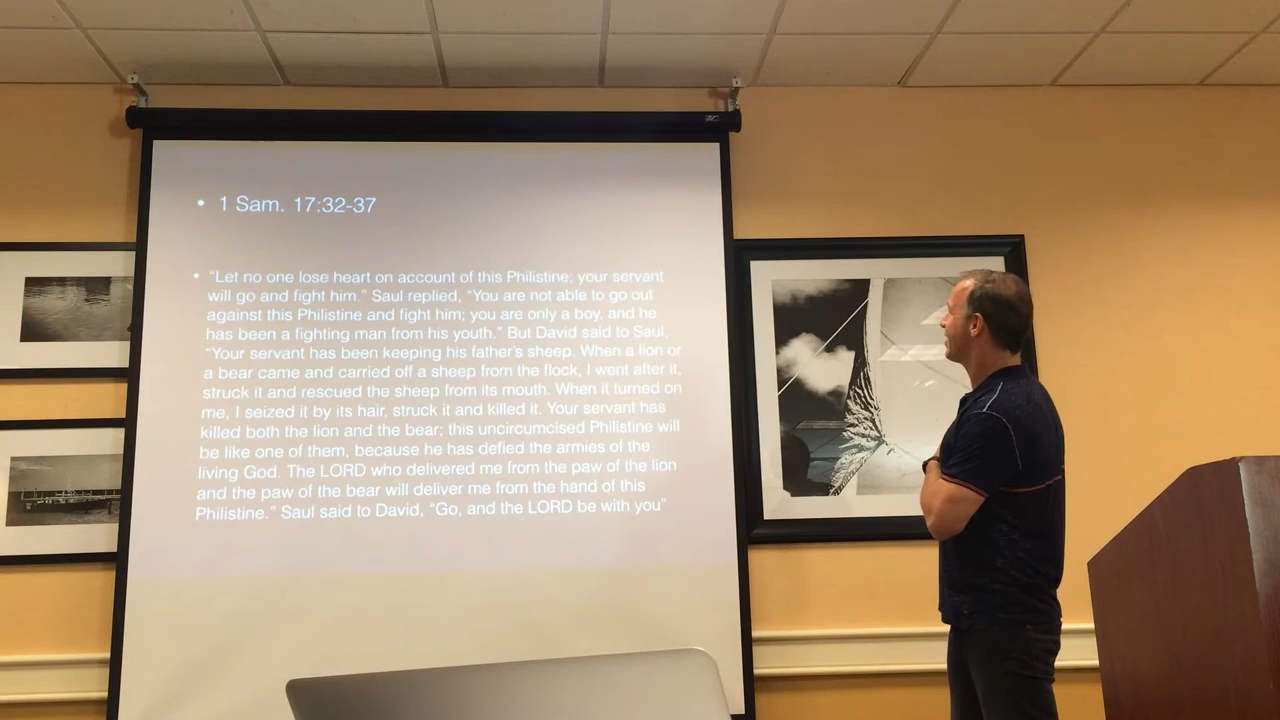 • 1 Sam. 17:32-37
• “Let no one lose heart on account of this Philistine; your servant
will go and fight him.” Saul replied, “You are not able to go out
against this Philistine and fight him; you are only a boy, and he
has been a fighting man from his youth.” But David said to Saul,
“Your servant has been keeping his father’s sheep. When a lion or
a bear came and carried off a sheep from the flock, I went after it,
struck it and rescued the sheep from its mouth. When it turned on
me, I seized it by its hair, struck it and killed it. Your servant has
killed both the lion and the bear; this uncircumcised Philistine will
be like one of them, because he has defied the armies of the
living God. The LORD who delivered me from the paw of the lion
and the paw of the bear will deliver me from the hand of this
Philistine.” Saul said to David, “Go, and the LORD be with you”